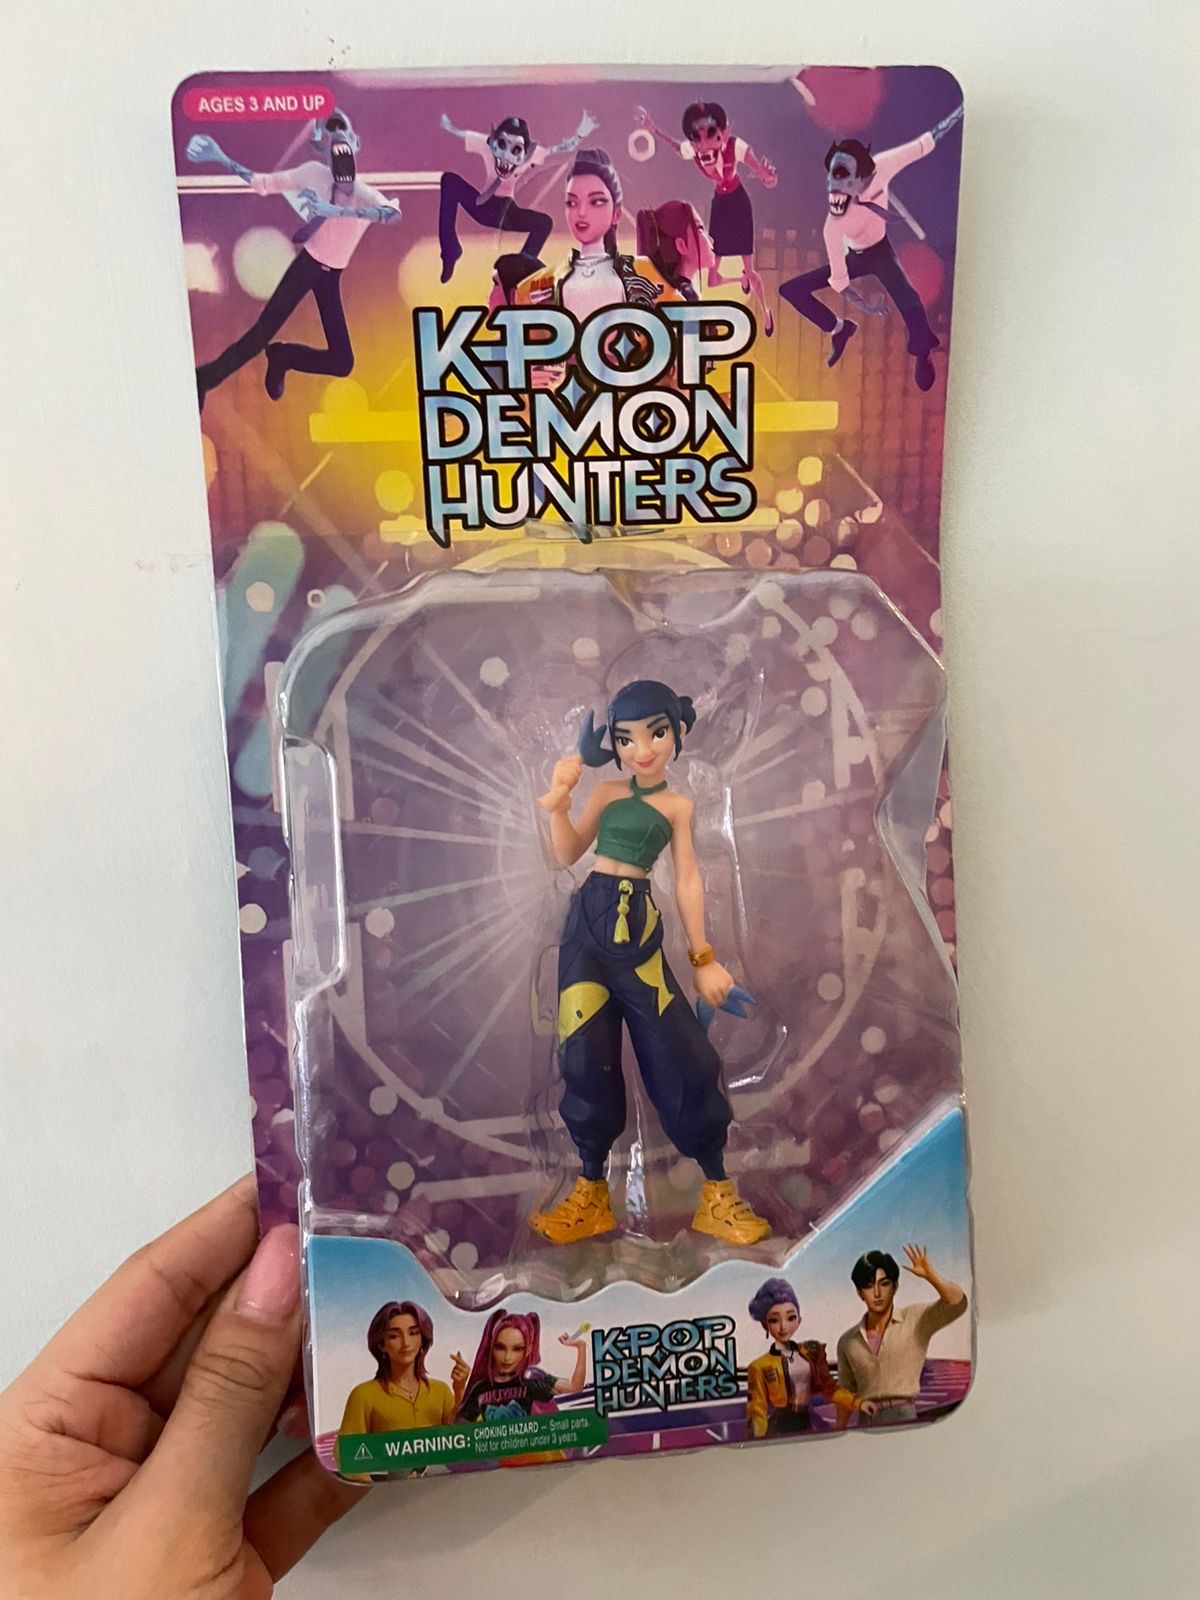 AGES 3 AND UP
K-POP
DEMON
HUNTERS
K-POP
DEMON
HUNTERS
WARNING: CHOKING HAZARD – Small parts.
Not for children under 3 years.